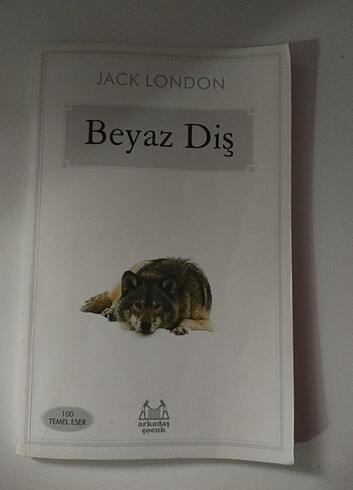 JACK LONDON
Beyaz Diş
100
TEMEL ESER
arkadaş
çocuk